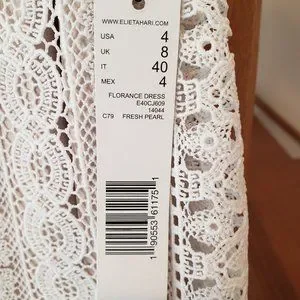 WWW.ELIETAHARI.COM
USA 4
UK 8
IT 40
MEX 4
FLORANCE DRESS
E40CJ609
14044
C79 FRESH PEARL
1 90553 61175 1